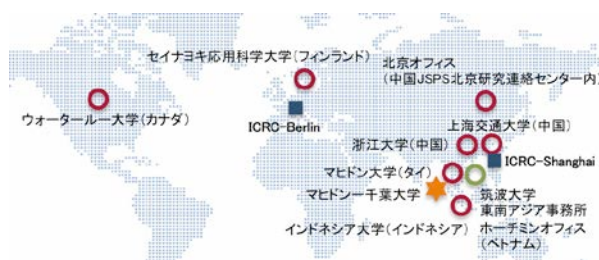 セイナヨキ応用科学大学(フィンランド)
北京オフィス
(中国JSPS北京研究連絡センター内)
ウォータールー大学(カナダ)
ICRC-Berlin
上海交通大学(中国)
浙江大学(中国)
ICRC-Shanghai
マヒドン大学(タイ)
マヒドン―千葉大学
筑波大学
東南アジア事務所
ホーチミンオフィス
(ベトナム)
インドネシア大学(インドネシア)